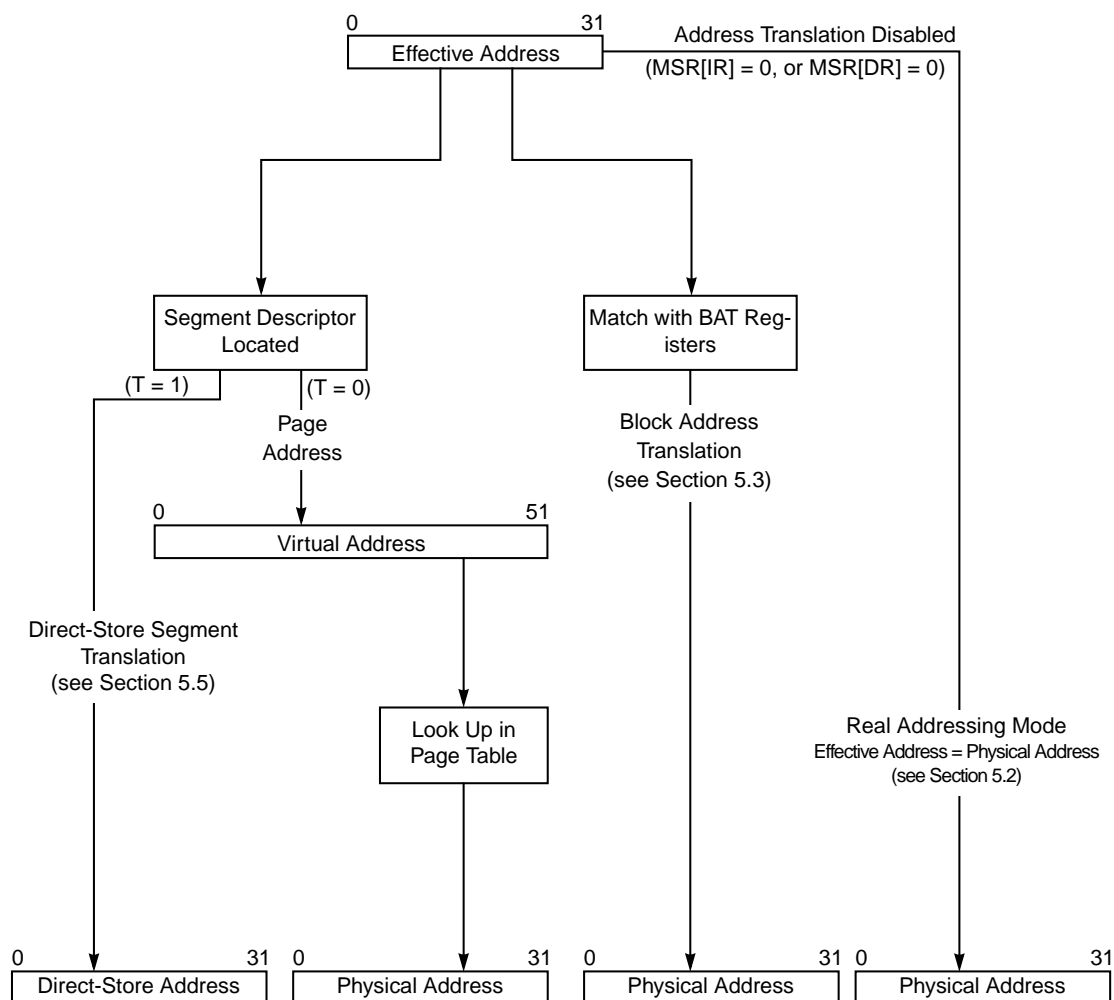 0 31
Effective Address
Address Translation Disabled
(MSR[IR] = 0, or MSR[DR] = 0)
Segment Descriptor
Located
Match with BAT Reg-
isters
(T = 1)
(T = 0)
Page
Address
Block Address
Translation
(see Section 5.3)
0 51
Virtual Address
Direct-Store Segment
Translation
(see Section 5.5)
Look Up in
Page Table
Real Addressing Mode
Effective Address = Physical Address
(see Section 5.2)
0 31
Direct-Store Address
0 31
Physical Address
0 31
Physical Address
0 31
Physical Address